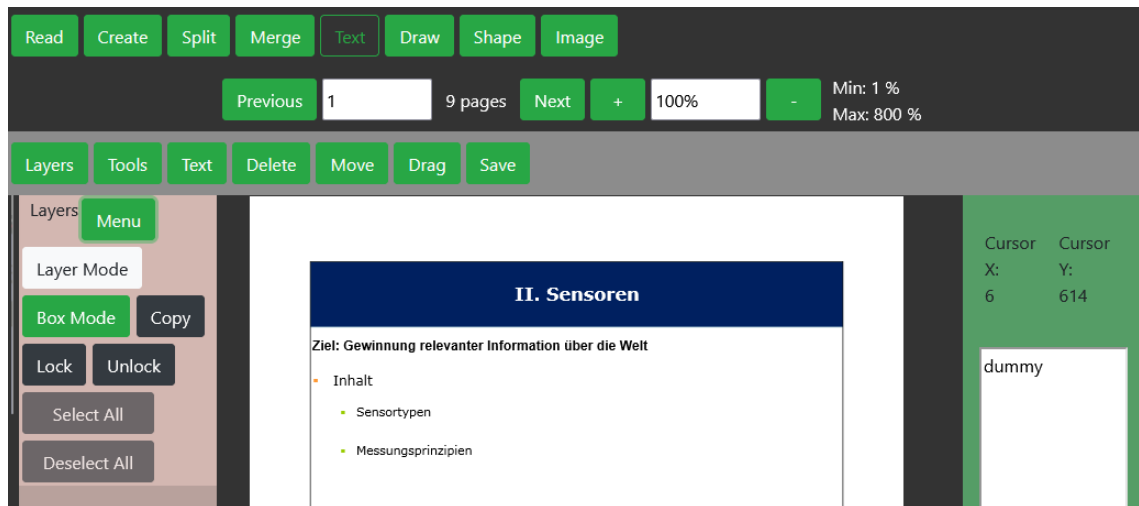 Read Create Split Merge Text Draw Shape Image
Previous 1 9 pages Next + 100% - Min: 1 %
Max: 800 %
Layers Tools Text Delete Move Drag Save
Layers Menu
Layer Mode
Box Mode Copy
Lock Unlock
Select All
Deselect All
II. Sensoren
Ziel: Gewinnung relevanter Information über die Welt
Inhalt
Sensortypen
Messungsprinzipien
Cursor X: 6
Cursor Y: 614
dummy